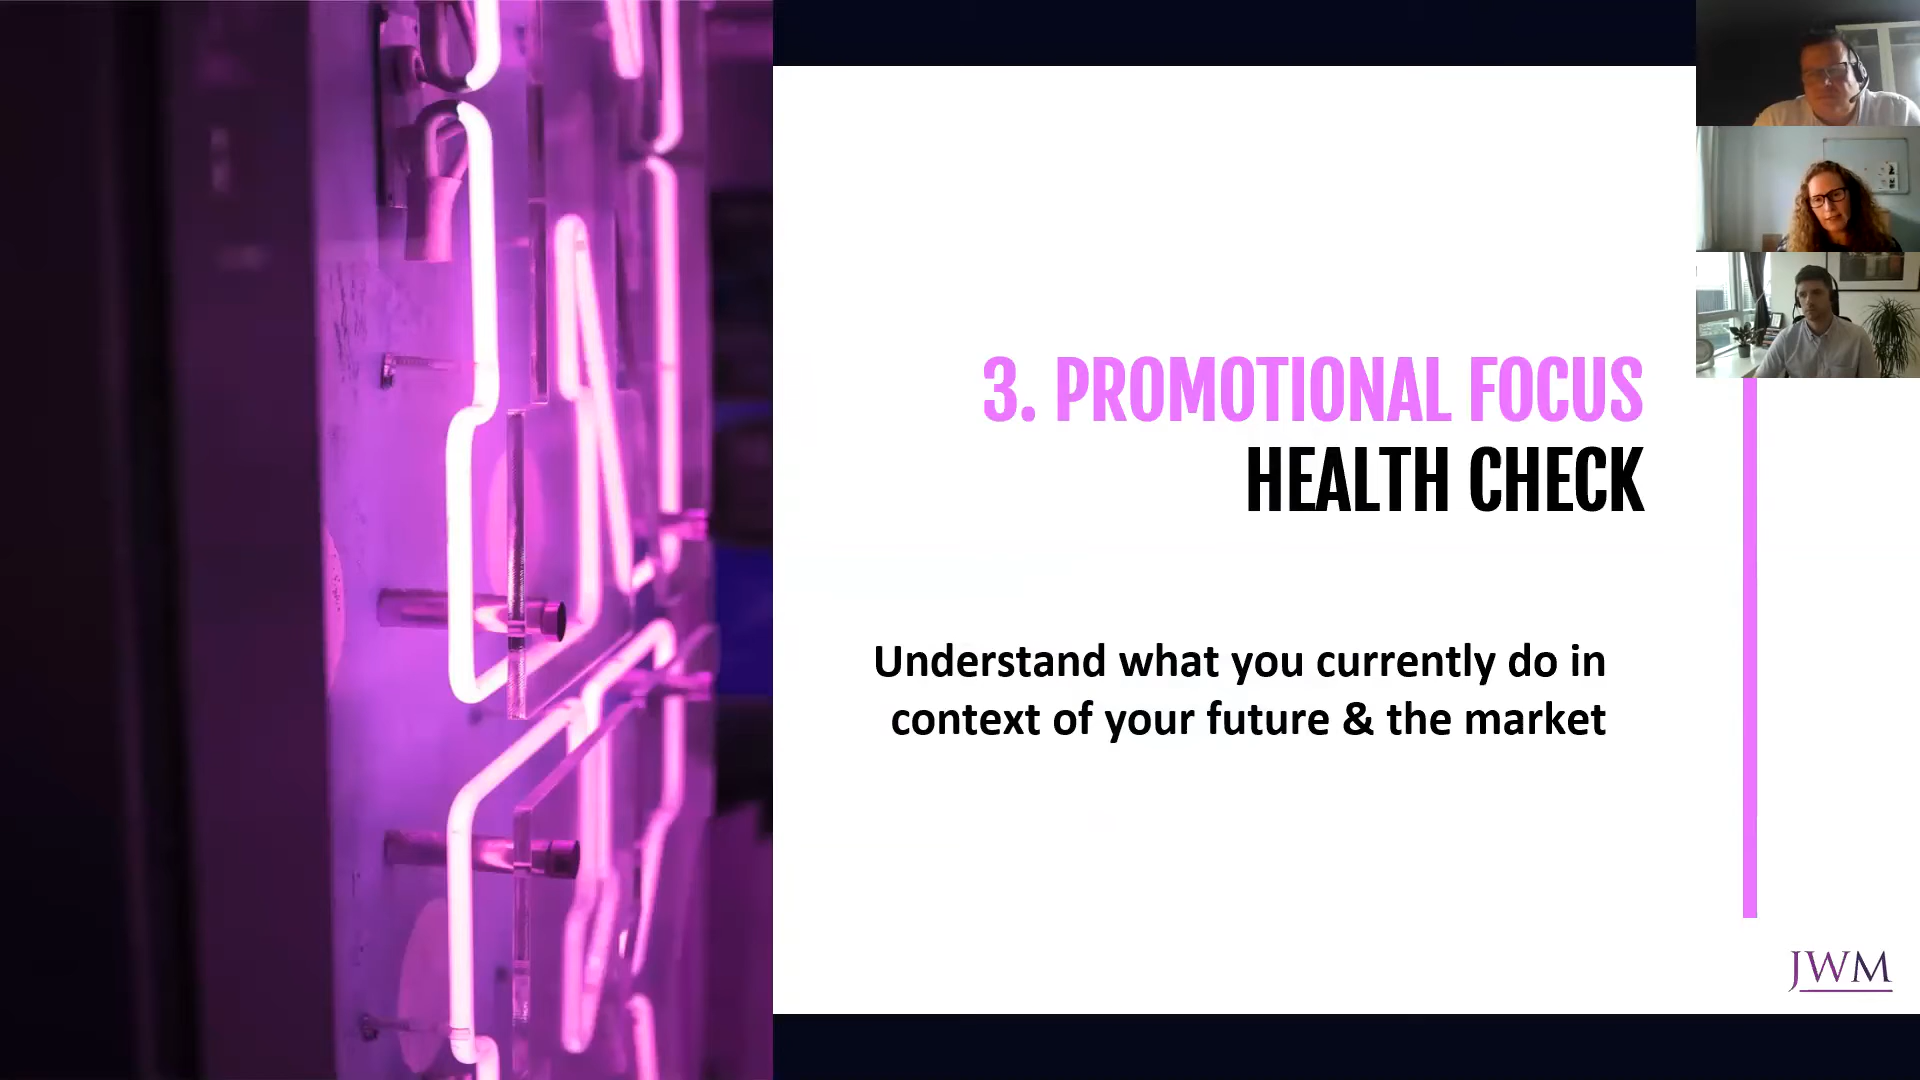 3. PROMOTIONAL FOCUS
HEALTH CHECK
Understand what you currently do in
context of your future & the market
JWM